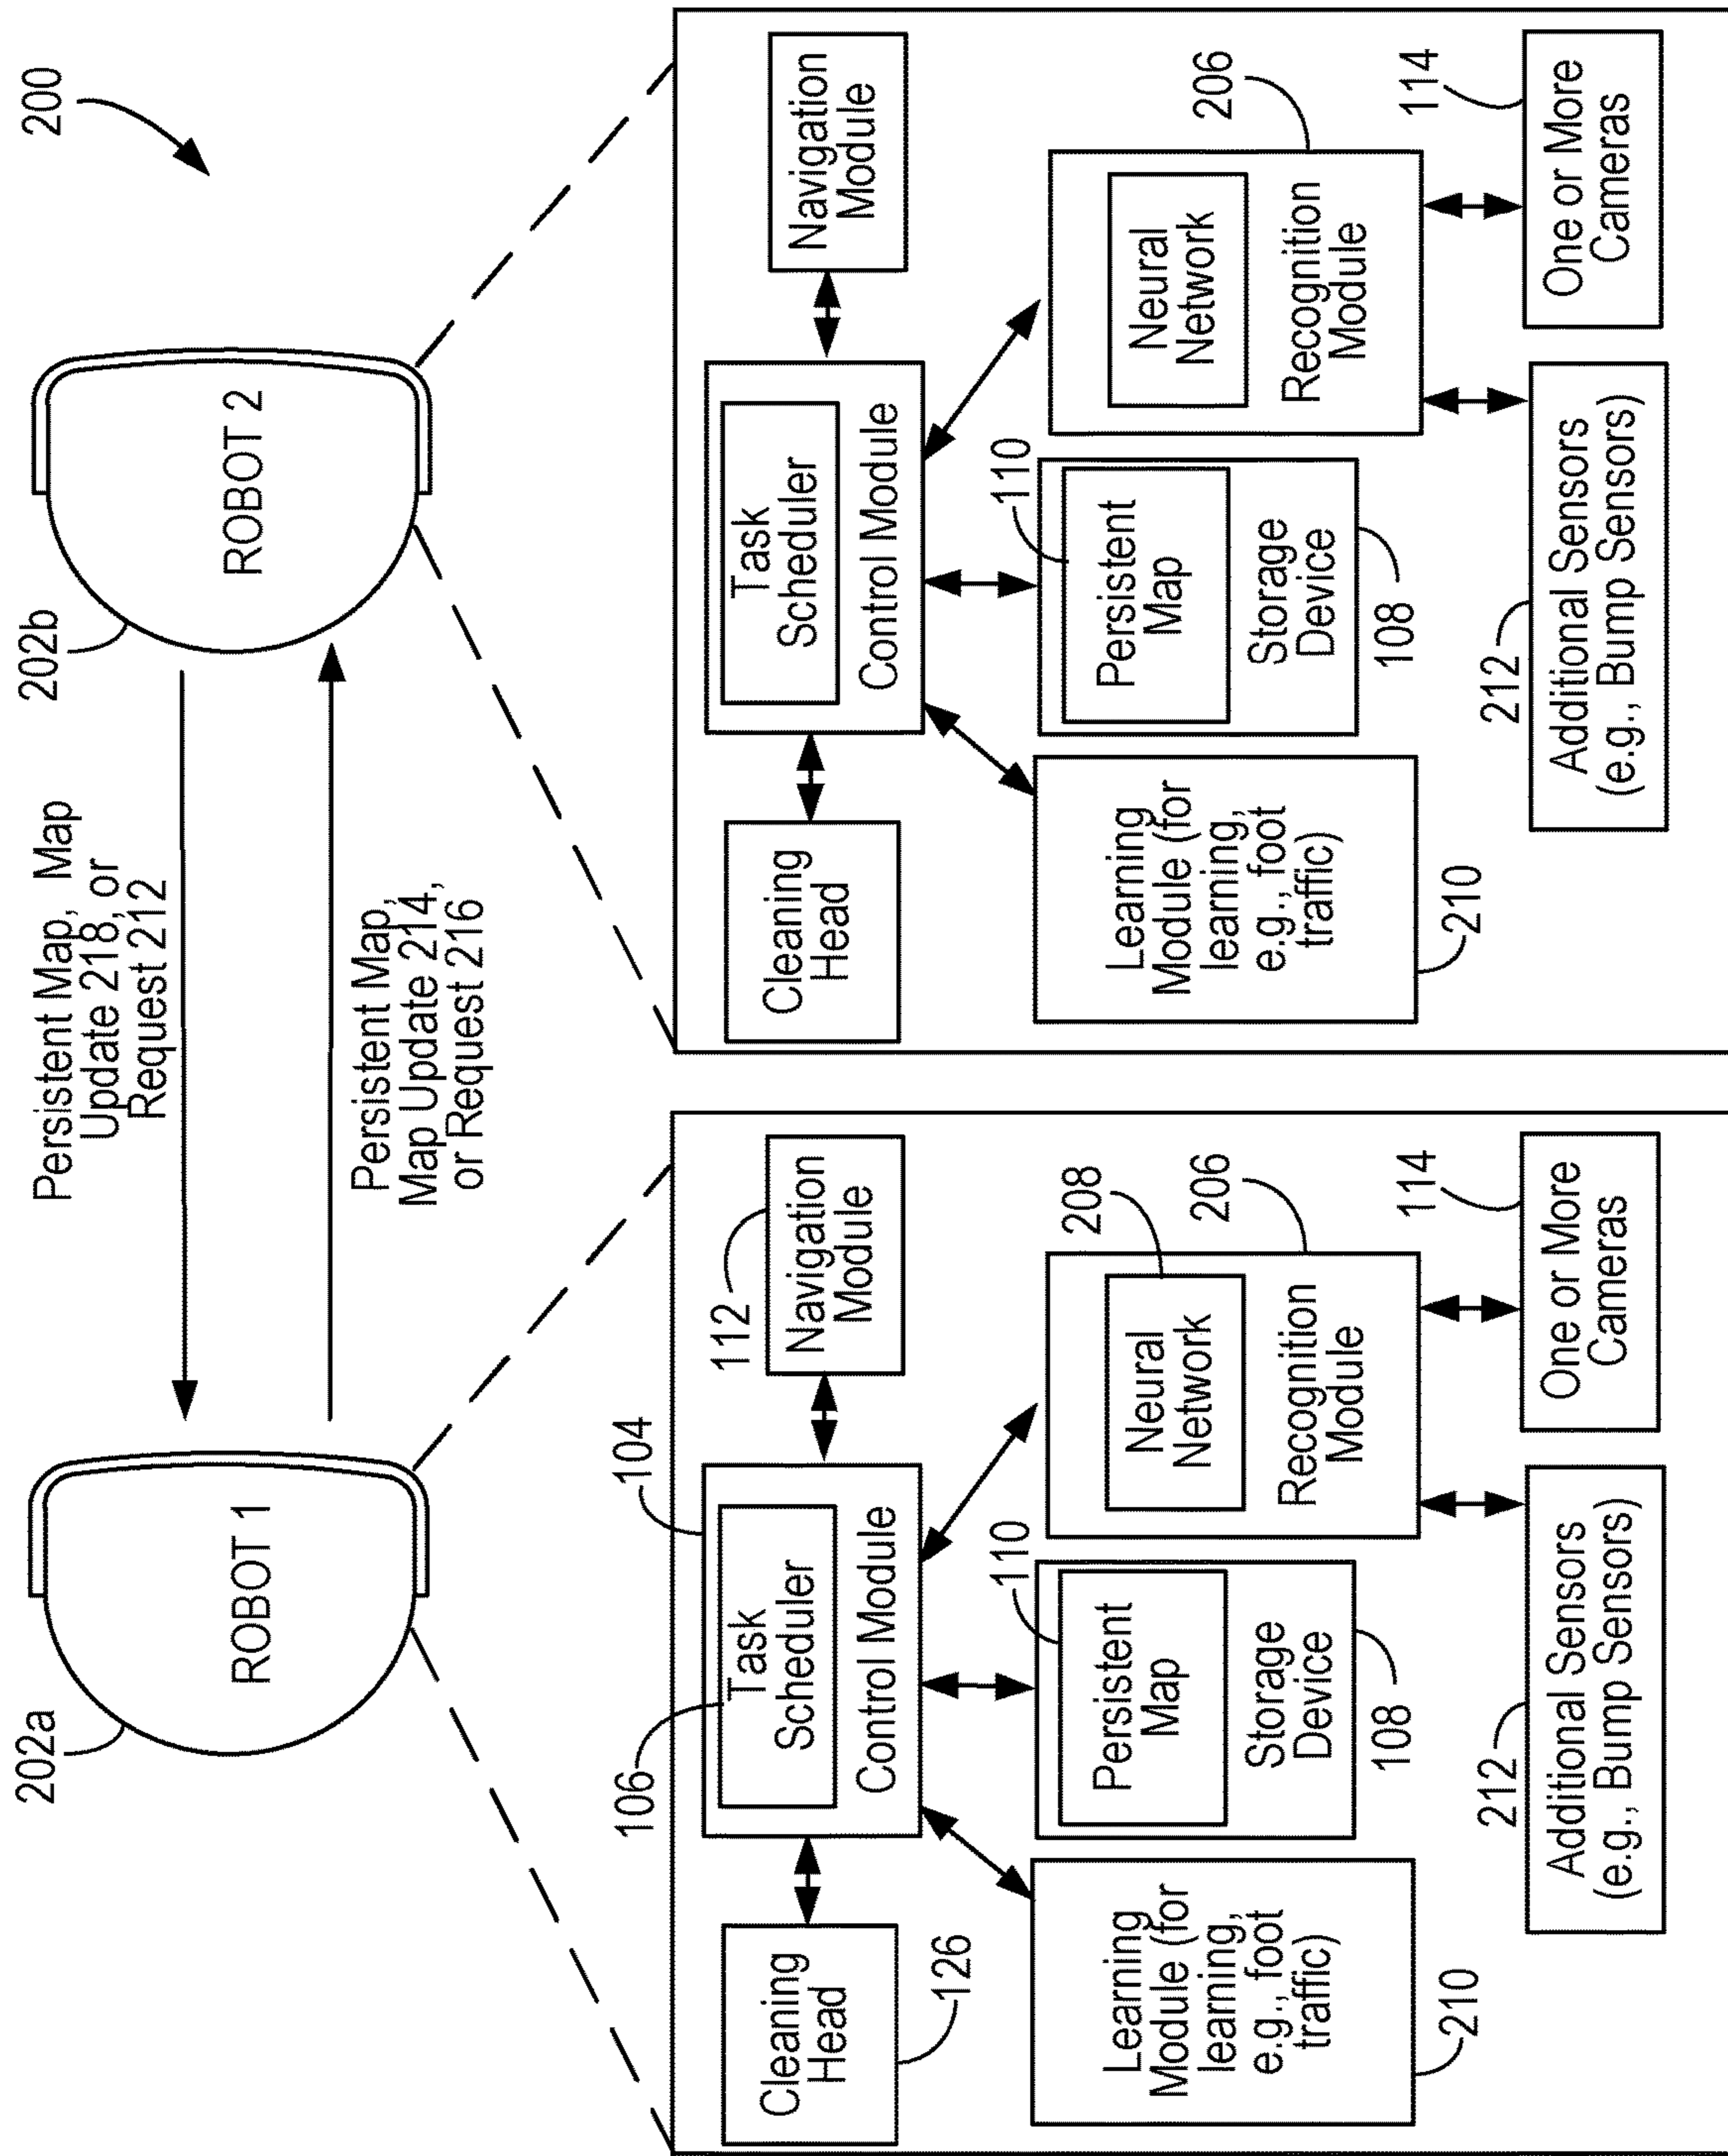 200
202a
ROBOT 1
Persistent Map, Map
Update 218, or
Request 212
Persistent Map,
Map Update 214,
or Request 216
202b
ROBOT 2
Cleaning
Head
126
106
Task
Scheduler
Control Module
104
112
Navigation
Module
Learning
Module (for
learning,
e.g., foot
traffic)
210
110
Persistent
Map
Storage
Device
108
208
Neural
Network
Recognition
Module
206
212
Additional Sensors
(e.g., Bump Sensors)
114
One or More
Cameras
Cleaning
Head
Task
Scheduler
Control Module
Navigation
Module
Learning
Module (for
learning,
e.g., foot
traffic)
210
110
Persistent
Map
Storage
Device
108
Neural
Network
Recognition
Module
206
212
Additional Sensors
(e.g., Bump Sensors)
114
One or More
Cameras